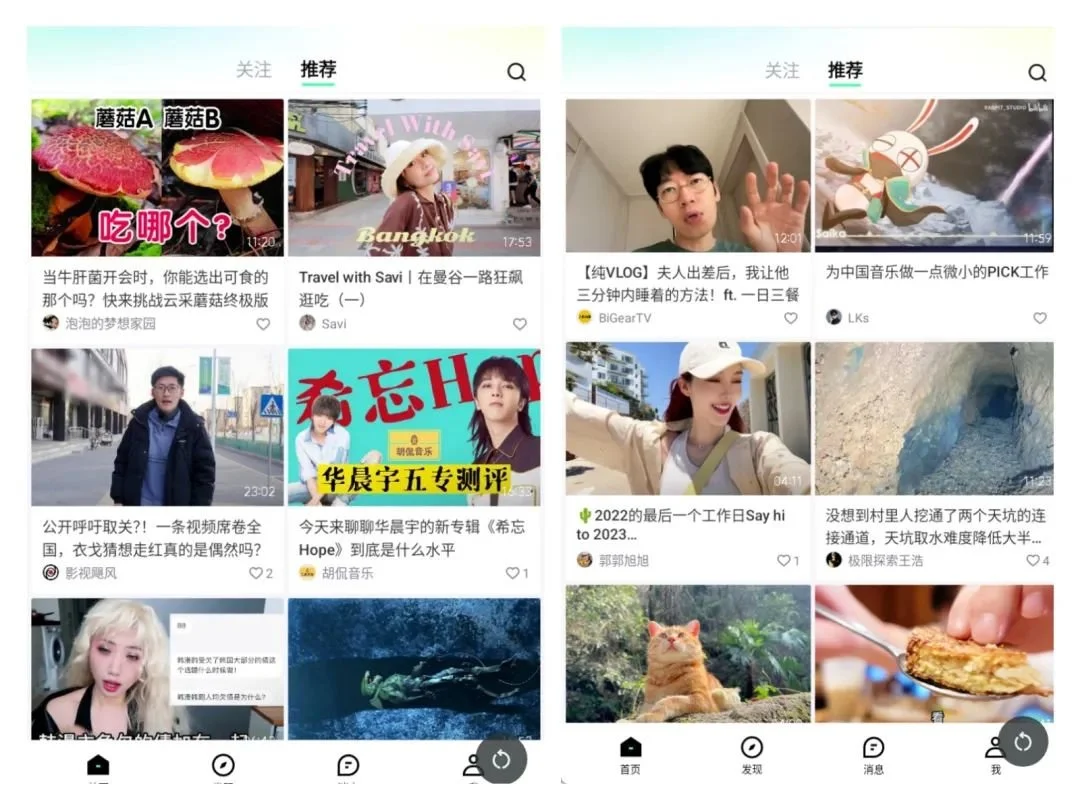 关注 推荐
蘑菇A 蘑菇B
吃哪个?
11:20
Travel With Savi
Bangkok
17:53
当牛肝菌开会时，你能选出可食的
那个吗？快来挑战云采蘑菇终极版
泡泡的梦想家园
Travel with Savi丨在曼谷一路狂飙
逛吃（一）
Savi
23:02
希忘Hop
胡侃音乐
华晨宇五专测评
16:33
公开呼吁取关?！一条视频席卷全
国，衣戈猜想走红真的是偶然吗？
影视飓风
2
今天来聊聊华晨宇的新专辑《希忘
Hope》到底是什么水平
胡侃音乐
1
关注 推荐
12:01
RABBIT_STUDIO bilibili
Saika
11:59
【纯VLOG】夫人出差后，我让他
三分钟内睡着的方法！ft. 一日三餐
BiGearTV
为中国音乐做一点微小的PICK工作
LKs
04:11
11:23
🌵2022的最后一个工作日Say hi
to 2023…
郭郭旭旭
1
没想到村里人挖通了两个天坑的连
接通道，天坑取水难度降低大半…
极限探索王浩
4
看
首页
发现
消息
我